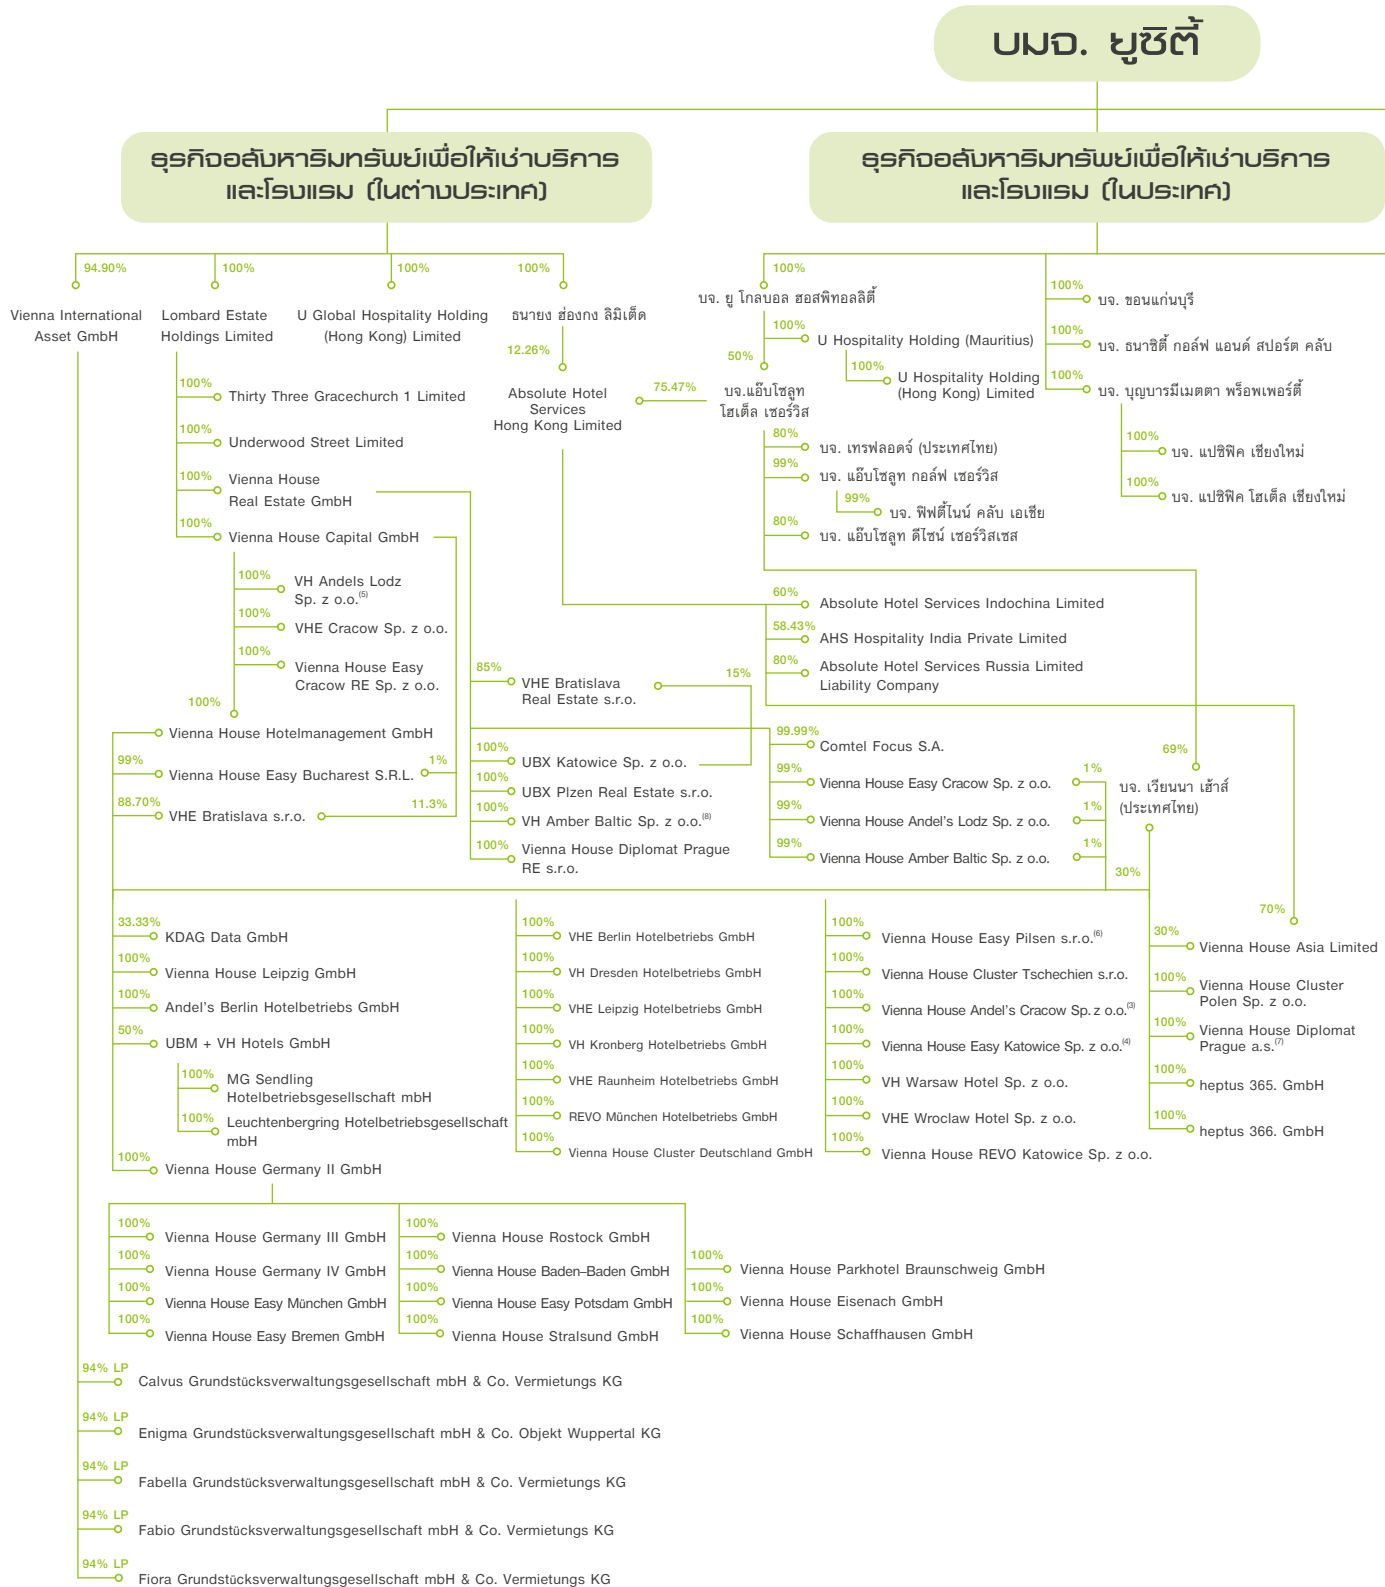 บมจ. ยูซิตี้
ธุรกิจอสังหาริมทรัพย์เพื่อให้เช่าบริการ
และโรงแรม (ในต่างประเทศ)
ธุรกิจอสังหาริมทรัพย์เพื่อให้เช่าบริการ
และโรงแรม (ในประเทศ)
94.90%
Vienna International
Asset GmbH
100%
Lombard Estate
Holdings Limited
100%
U Global Hospitality Holding
(Hong Kong) Limited
100%
ธนายง ฮ่องกง ลิมิเต็ด
12.26%
Absolute Hotel
Services
Hong Kong Limited
75.47%
100%
บจ. ยู โกลบอล ฮอสพิทอลลิตี้
100%
U Hospitality Holding (Mauritius)
100%
U Hospitality Holding
(Hong Kong) Limited
50%
บจ.แอ๊บโซลูท
โฮเต็ล เซอร์วิส
80%
บจ. เทรฟลอดจ์ (ประเทศไทย)
99%
บจ. แอ๊บโซลูท กอล์ฟ เซอร์วิส
99%
บจ. ฟิฟตี้ไนน์ คลับ เอเชีย
80%
บจ. แอ๊บโซลูท ดีไซน์ เซอร์วิสเซส
100%
บจ. ขอนแก่นบุรี
100%
บจ. ธนาซิตี้ กอล์ฟ แอนด์ สปอร์ต คลับ
100%
บจ. บุญบารมีเมตตา พร็อพเพอร์ตี้
100%
บจ. แปซิฟิค เชียงใหม่
100%
บจ. แปซิฟิค โฮเต็ล เชียงใหม่
100%
Thirty Three Gracechurch 1 Limited
100%
Underwood Street Limited
100%
Vienna House
Real Estate GmbH
100%
Vienna House Capital GmbH
100%
VH Andels Lodz
Sp. z o.o.(5)
100%
VHE Cracow Sp. z o.o.
100%
Vienna House Easy
Cracow RE Sp. z o.o.
100%
Vienna House Hotelmanagement GmbH
99%
Vienna House Easy Bucharest S.R.L.
1%
88.70%
VHE Bratislava s.r.o.
11.3%
85%
VHE Bratislava
Real Estate s.r.o.
15%
100%
UBX Katowice Sp. z o.o.
100%
UBX Plzen Real Estate s.r.o.
100%
VH Amber Baltic Sp. z o.o.(8)
100%
Vienna House Diplomat Prague
RE s.r.o.
60%
Absolute Hotel Services Indochina Limited
58.43%
AHS Hospitality India Private Limited
80%
Absolute Hotel Services Russia Limited
Liability Company
99.99%
Comtel Focus S.A.
99%
Vienna House Easy Cracow Sp. z o.o.
1%
99%
Vienna House Andel's Lodz Sp. z o.o.
1%
99%
Vienna House Amber Baltic Sp. z o.o.
1%
69%
บจ. เวียนนา เฮ้าส์
(ประเทศไทย)
30%
70%
33.33%
KDAG Data GmbH
100%
Vienna House Leipzig GmbH
100%
Andel's Berlin Hotelbetriebs GmbH
50%
UBM + VH Hotels GmbH
100%
MG Sendling
Hotelbetriebsgesellschaft mbH
100%
Leuchtenbergring Hotelbetriebsgesellschaft
mbH
100%
Vienna House Germany II GmbH
100%
VHE Berlin Hotelbetriebs GmbH
100%
VH Dresden Hotelbetriebs GmbH
100%
VHE Leipzig Hotelbetriebs GmbH
100%
VH Kronberg Hotelbetriebs GmbH
100%
VHE Raunheim Hotelbetriebs GmbH
100%
REVO München Hotelbetriebs GmbH
100%
Vienna House Cluster Deutschland GmbH
100%
Vienna House Easy Pilsen s.r.o.(6)
100%
Vienna House Cluster Tschechien s.r.o.
100%
Vienna House Andel's Cracow Sp. z o.o.(3)
100%
Vienna House Easy Katowice Sp. z o.o.(4)
100%
VH Warsaw Hotel Sp. z o.o.
100%
VHE Wroclaw Hotel Sp. z o.o.
100%
Vienna House REVO Katowice Sp. z o.o.
30%
Vienna House Asia Limited
100%
Vienna House Cluster
Polen Sp. z o.o.
100%
Vienna House Diplomat
Prague a.s.(7)
100%
heptus 365. GmbH
100%
heptus 366. GmbH
100%
Vienna House Germany III GmbH
100%
Vienna House Germany IV GmbH
100%
Vienna House Easy München GmbH
100%
Vienna House Easy Bremen GmbH
100%
Vienna House Rostock GmbH
100%
Vienna House Baden–Baden GmbH
100%
Vienna House Easy Potsdam GmbH
100%
Vienna House Stralsund GmbH
100%
Vienna House Parkhotel Braunschweig GmbH
100%
Vienna House Eisenach GmbH
100%
Vienna House Schaffhausen GmbH
94% LP
Calvus Grundstücksverwaltungsgesellschaft mbH & Co. Vermietungs KG
94% LP
Enigma Grundstücksverwaltungsgesellschaft mbH & Co. Objekt Wuppertal KG
94% LP
Fabella Grundstücksverwaltungsgesellschaft mbH & Co. Vermietungs KG
94% LP
Fabio Grundstücksverwaltungsgesellschaft mbH & Co. Vermietungs KG
94% LP
Fiora Grundstücksverwaltungsgesellschaft mbH & Co. Vermietungs KG